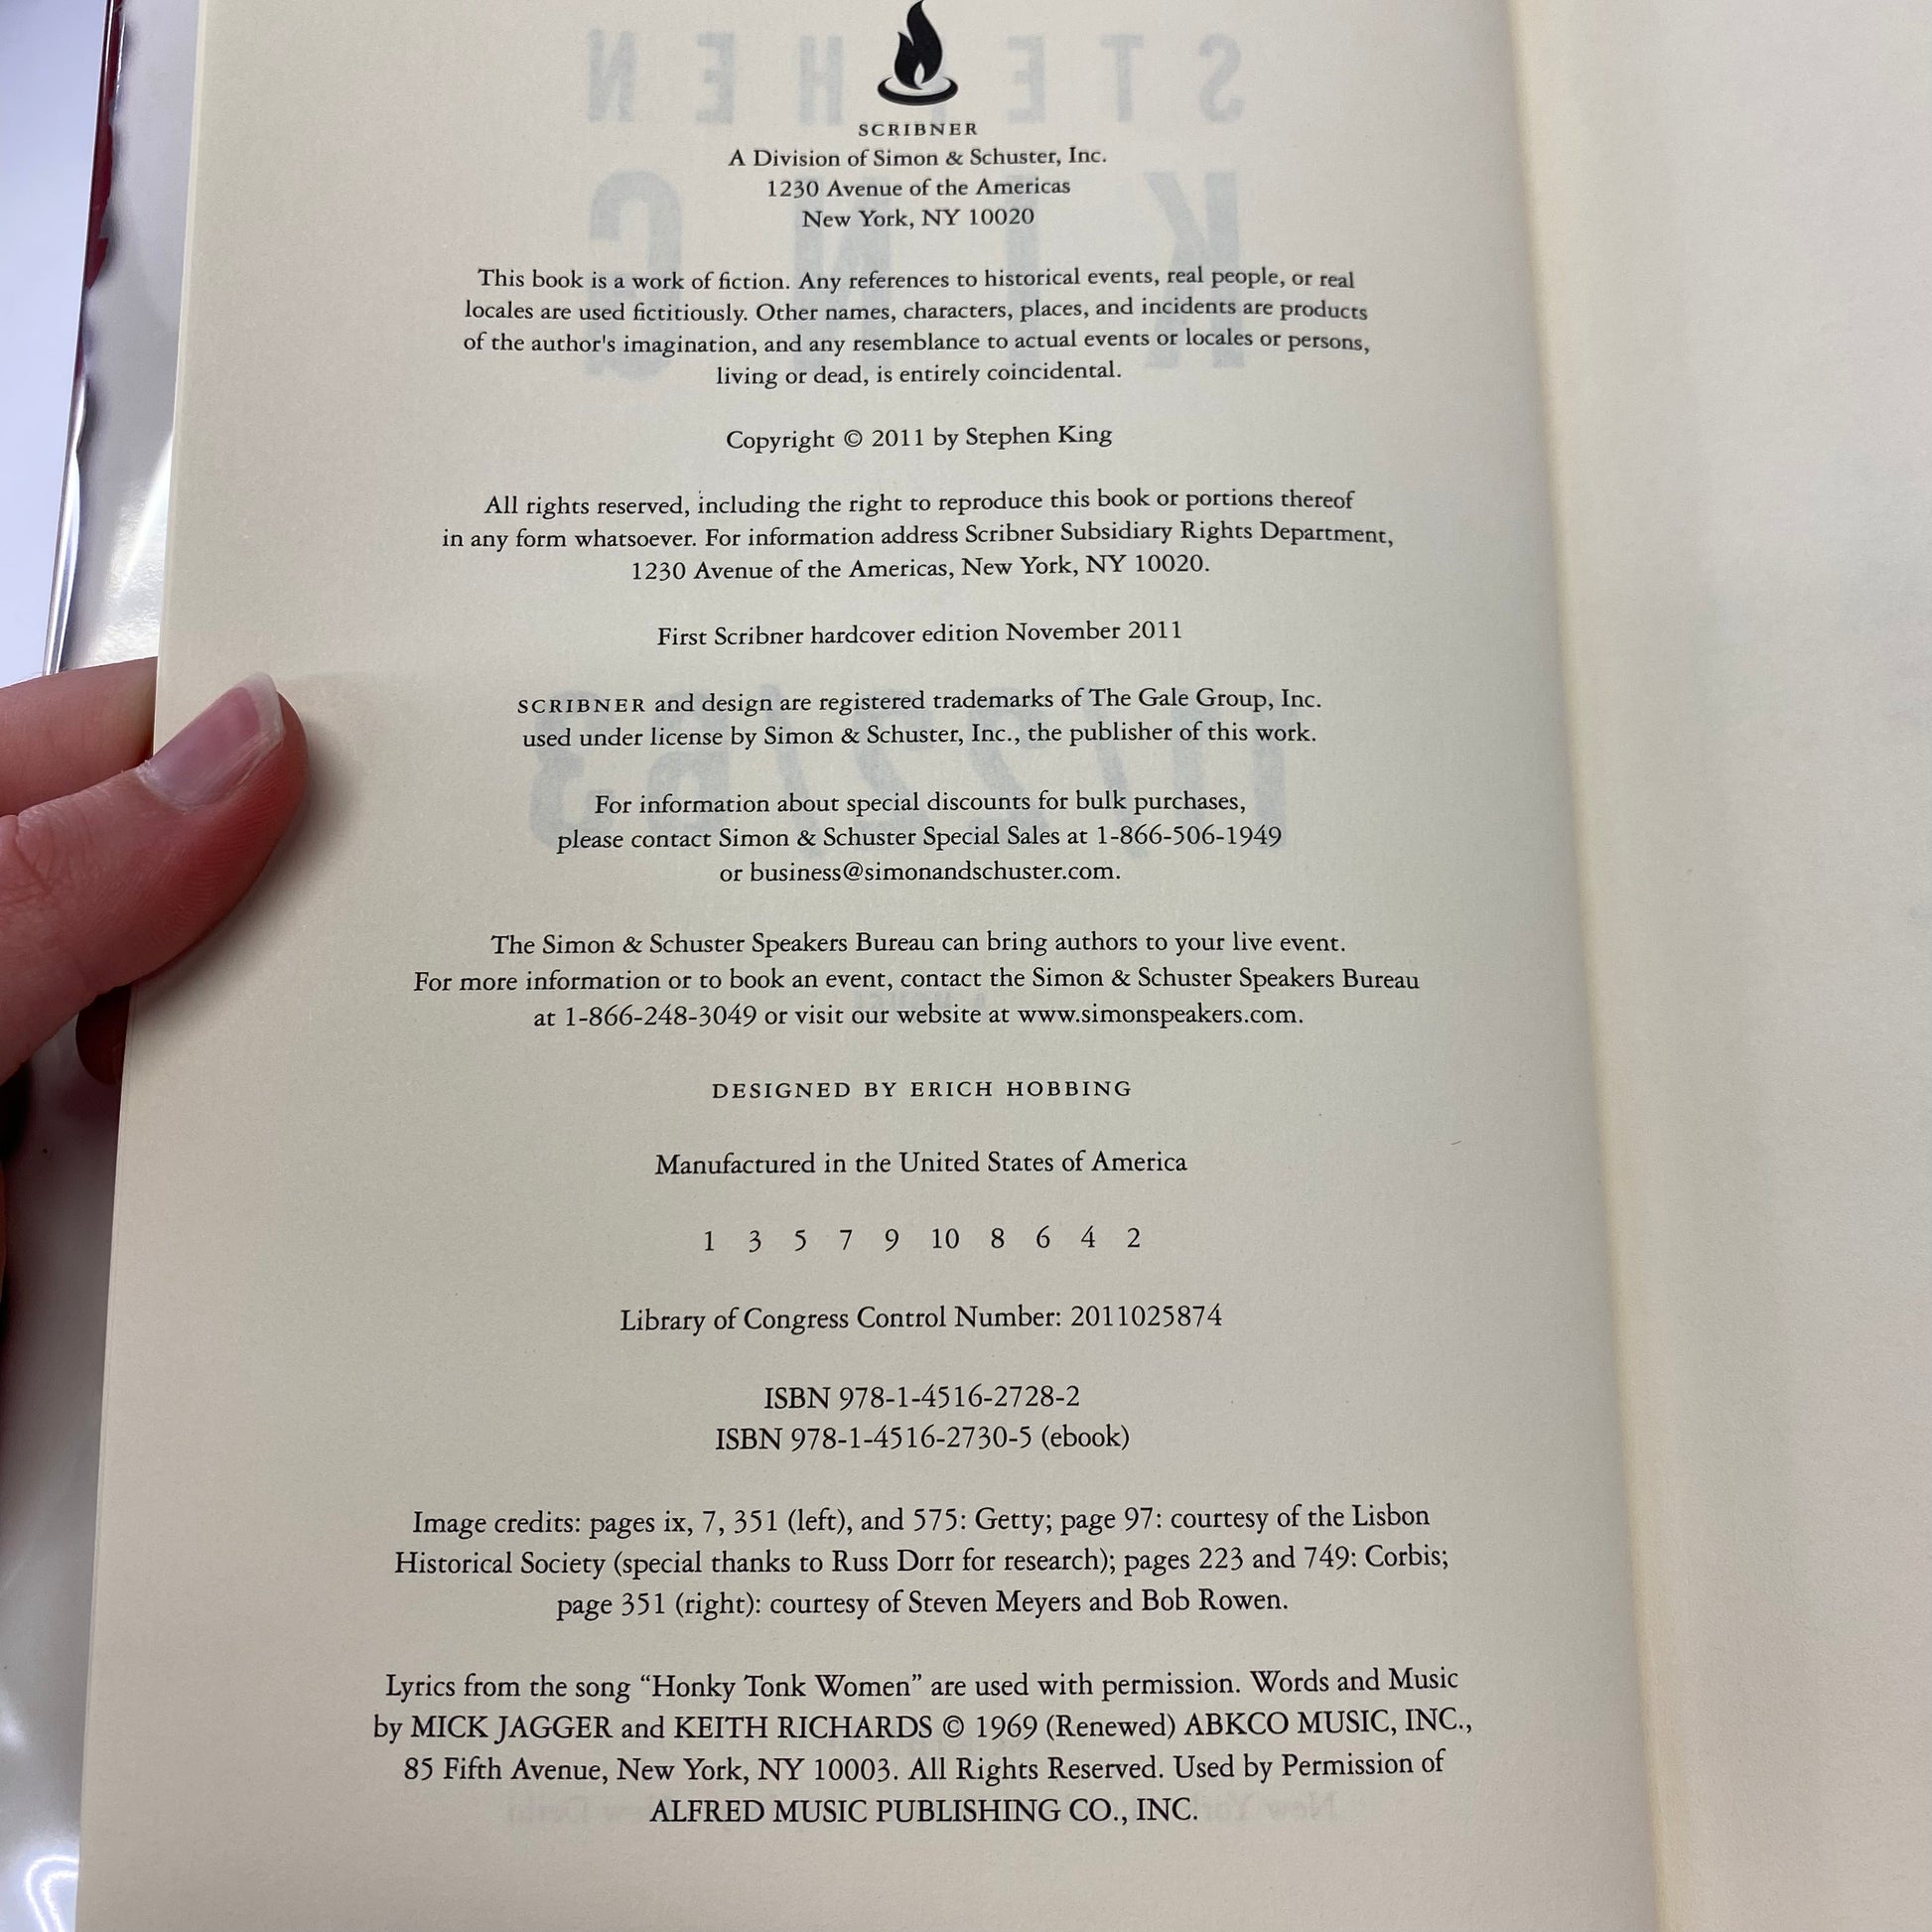 SCRIBNER
A Division of Simon & Schuster, Inc.
1230 Avenue of the Americas
New York, NY 10020
This book is a work of fiction. Any references to historical events, real people, or real
locales are used fictitiously. Other names, characters, places, and incidents are products
of the author's imagination, and any resemblance to actual events or locales or persons,
living or dead, is entirely coincidental.
Copyright © 2011 by Stephen King
All rights reserved, including the right to reproduce this book or portions thereof
in any form whatsoever. For information address Scribner Subsidiary Rights Department,
1230 Avenue of the Americas, New York, NY 10020.
First Scribner hardcover edition November 2011
SCRIBNER and design are registered trademarks of The Gale Group, Inc.
used under license by Simon & Schuster, Inc., the publisher of this work.
For information about special discounts for bulk purchases,
please contact Simon & Schuster Special Sales at 1-866-506-1949
or business@simonandschuster.com.
The Simon & Schuster Speakers Bureau can bring authors to your live event.
For more information or to book an event, contact the Simon & Schuster Speakers Bureau
at 1-866-248-3049 or visit our website at www.simonspeakers.com.
DESIGNED BY ERICH HOBBING
Manufactured in the United States of America
1 3 5 7 9 10 8 6 4 2
Library of Congress Control Number: 2011025874
ISBN 978-1-4516-2728-2
ISBN 978-1-4516-2730-5 (ebook)
Image credits: pages ix, 7, 351 (left), and 575: Getty; page 97: courtesy of the Lisbon
Historical Society (special thanks to Russ Dorr for research); pages 223 and 749: Corbis;
page 351 (right): courtesy of Steven Meyers and Bob Rowen.
Lyrics from the song “Honky Tonk Women” are used with permission. Words and Music
by MICK JAGGER and KEITH RICHARDS © 1969 (Renewed) ABKCO MUSIC, INC.,
85 Fifth Avenue, New York, NY 10003. All Rights Reserved. Used by Permission of
ALFRED MUSIC PUBLISHING CO., INC.